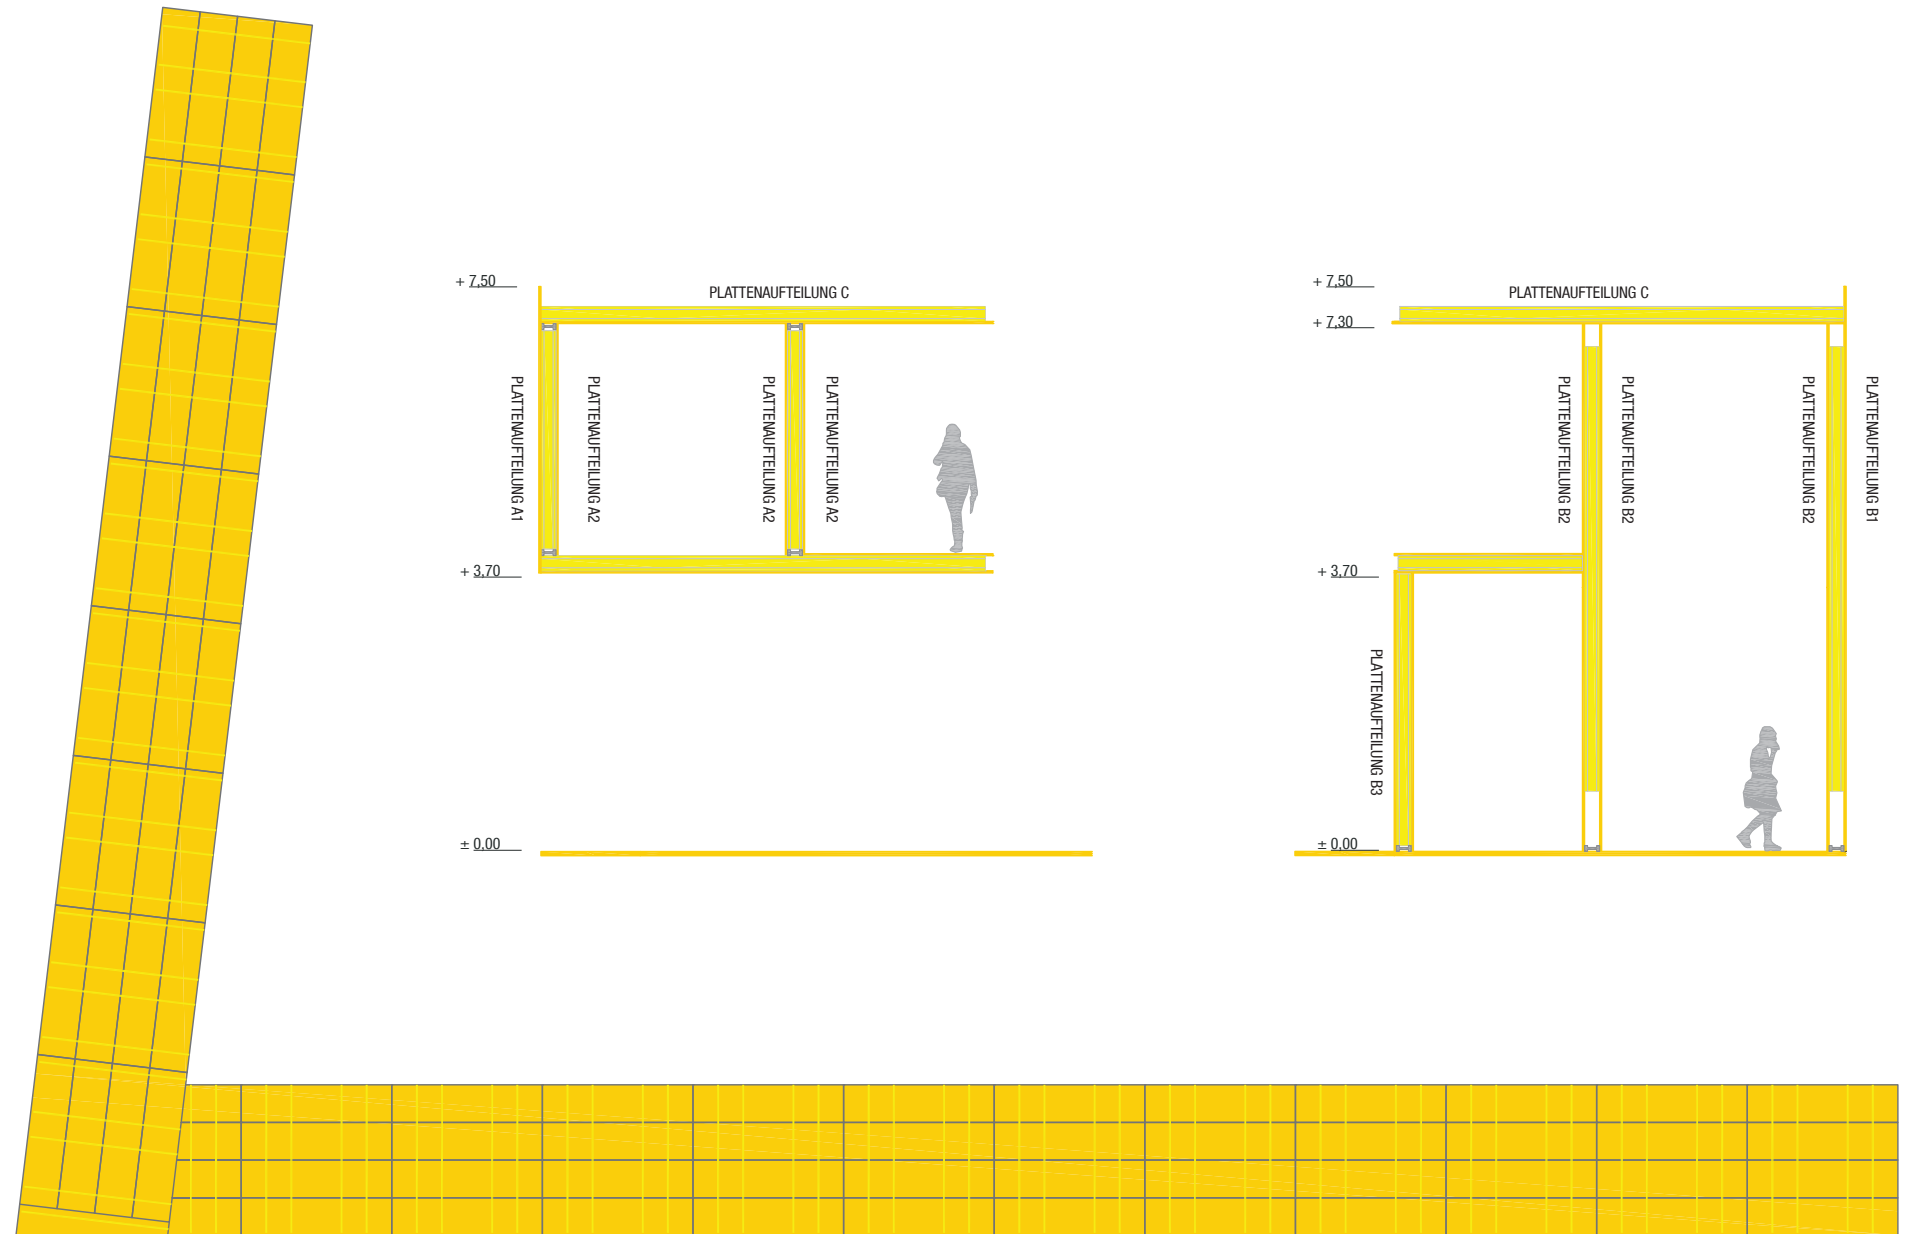 + 7,50
PLATTENAUFTEILUNG C
PLATTENAUFTEILUNG A1
PLATTENAUFTEILUNG A2
PLATTENAUFTEILUNG A2
PLATTENAUFTEILUNG A2
+ 3,70
± 0,00
+ 7,50
PLATTENAUFTEILUNG C
+ 7,30
PLATTENAUFTEILUNG B2
PLATTENAUFTEILUNG B2
PLATTENAUFTEILUNG B2
PLATTENAUFTEILUNG B1
+ 3,70
PLATTENAUFTEILUNG B3
± 0,00